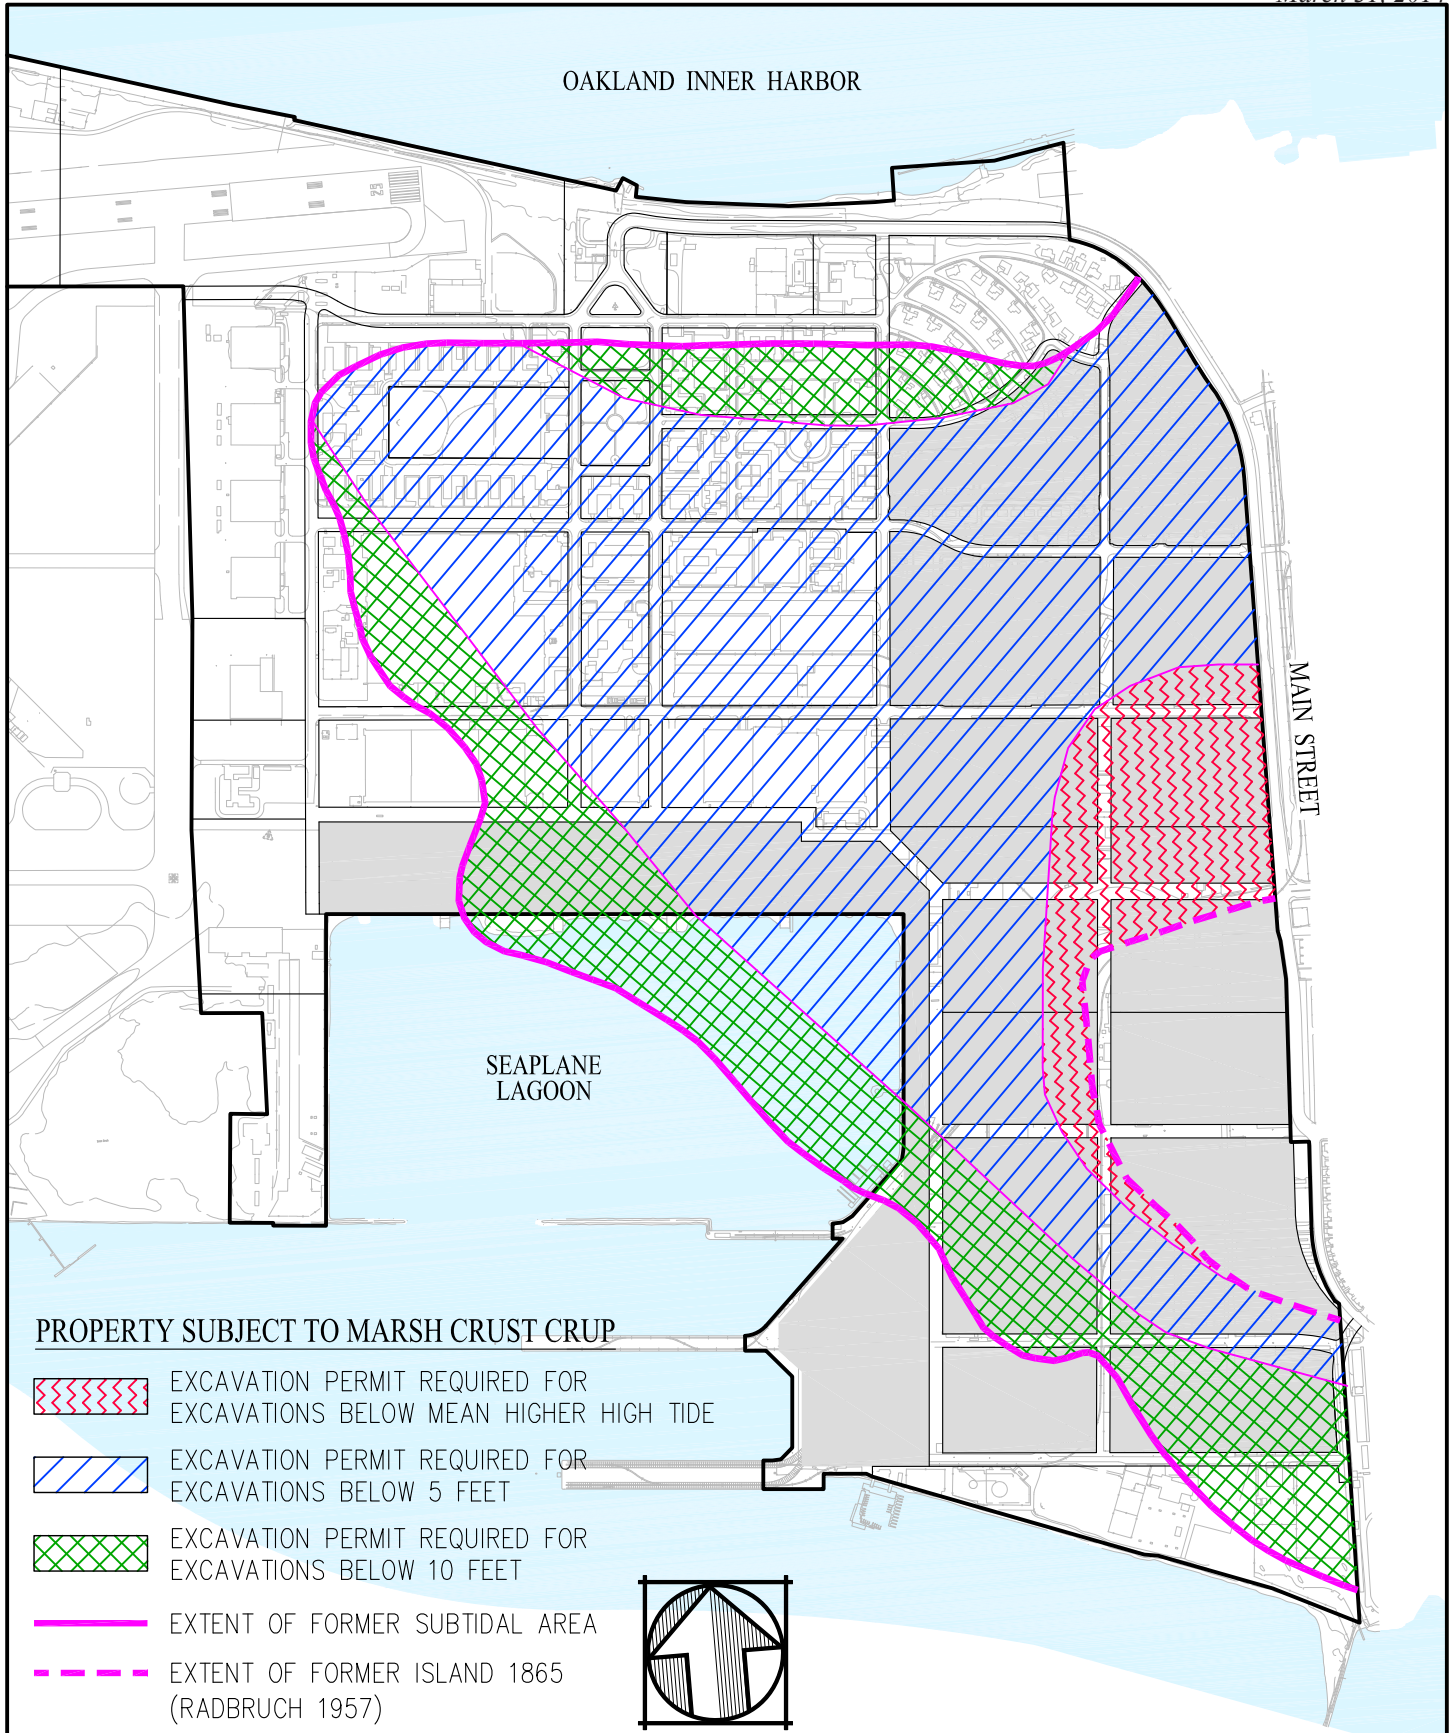 OAKLAND INNER HARBOR
MAIN STREET
SEAPLANE
LAGOON
PROPERTY SUBJECT TO MARSH CRUST CRUP
EXCAVATION PERMIT REQUIRED FOR
EXCAVATIONS BELOW MEAN HIGHER HIGH TIDE
EXCAVATION PERMIT REQUIRED FOR
EXCAVATIONS BELOW 5 FEET
EXCAVATION PERMIT REQUIRED FOR
EXCAVATIONS BELOW 10 FEET
EXTENT OF FORMER SUBTIDAL AREA
EXTENT OF FORMER ISLAND 1865
(RADBRUCH 1957)